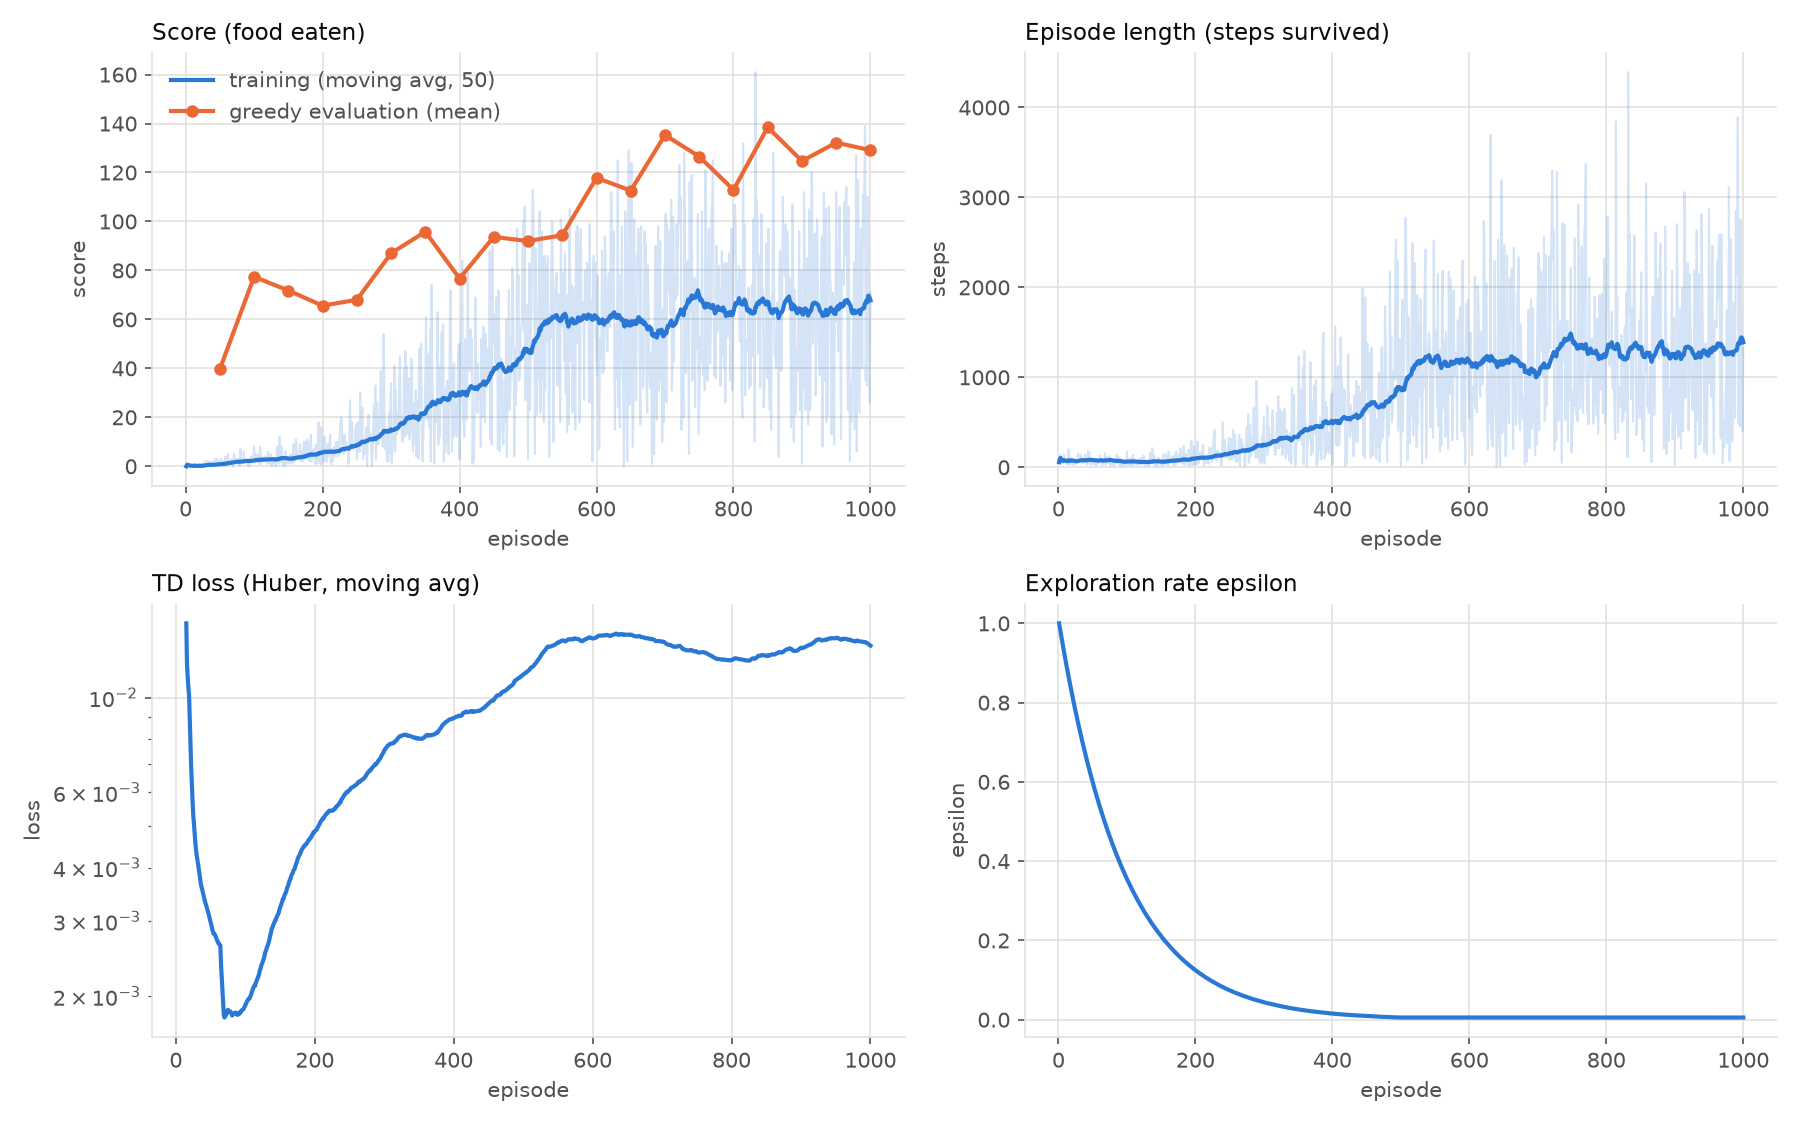 Score (food eaten)
160
140
120
100
80
60
40
20
0
score
training (moving avg, 50)
greedy evaluation (mean)
0 200 400 600 800 1000
episode
Episode length (steps survived)
4000
3000
2000
1000
0
steps
0 200 400 600 800 1000
episode
TD loss (Huber, moving avg)
10⁻²
6×10⁻³
4×10⁻³
3×10⁻³
2×10⁻³
loss
0 200 400 600 800 1000
episode
Exploration rate epsilon
1.0
0.8
0.6
0.4
0.2
0.0
epsilon
0 200 400 600 800 1000
episode